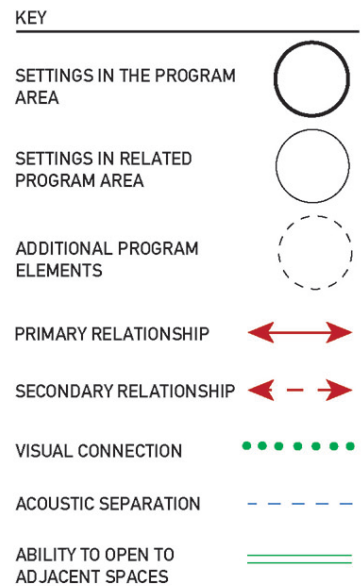 KEY
SETTINGS IN THE PROGRAM
AREA
SETTINGS IN RELATED
PROGRAM AREA
ADDITIONAL PROGRAM
ELEMENTS
PRIMARY RELATIONSHIP
SECONDARY RELATIONSHIP
VISUAL CONNECTION
ACOUSTIC SEPARATION
ABILITY TO OPEN TO
ADJACENT SPACES